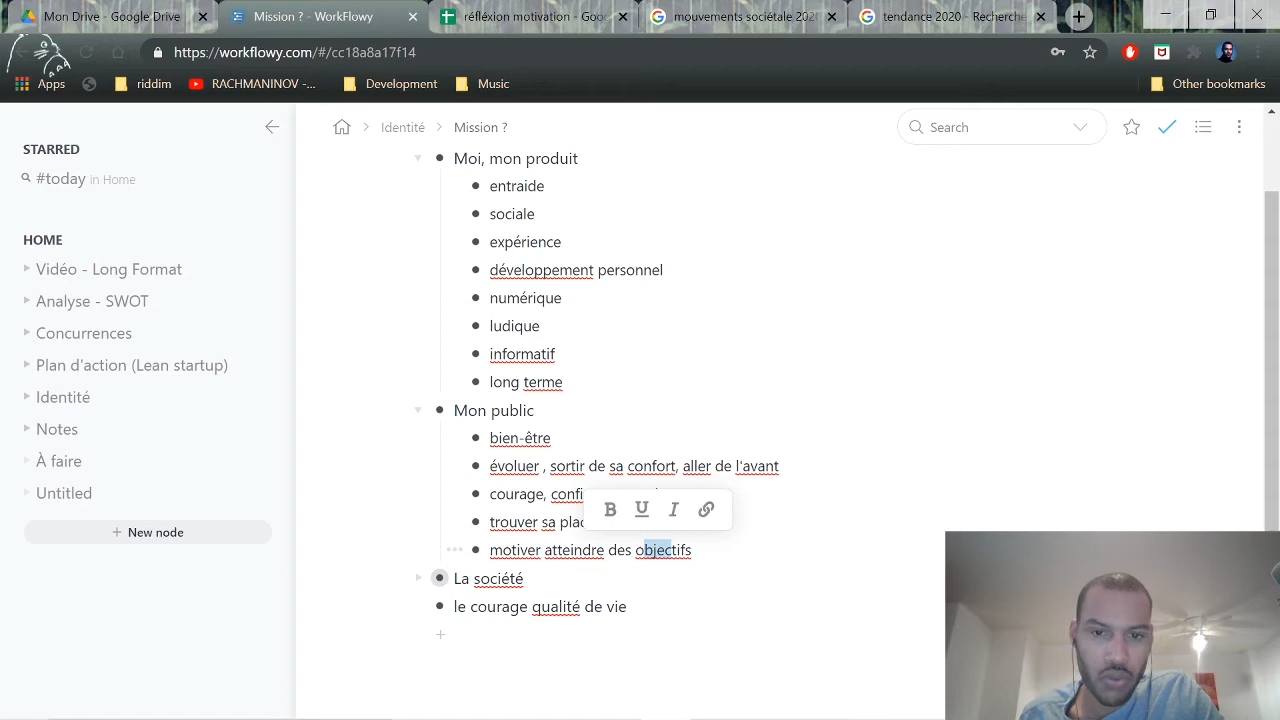 Mon Drive - Google Drive
Mission ? - WorkFlowy
réfléxion motivation - Goo
mouvements sociétale 202
tendance 2020 - Recherche
https://workflowy.com/#/cc18a8a17f14
Apps
riddim
RACHMANINOV -...
Development
Music
Other bookmarks
Identité
Mission ?
Search
STARRED
#today in Home
HOME
Vidéo - Long Format
Analyse - SWOT
Concurrences
Plan d'action (Lean startup)
Identité
Notes
À faire
Untitled
+ New node
Moi, mon produit
entraide
sociale
expérience
développement personnel
numérique
ludique
informatif
long terme
Mon public
bien-être
évoluer , sortir de sa confort, aller de l'avant
courage,
trouver sa
B U I
motiver atteindre des objectifs
La société
le courage qualité de vie